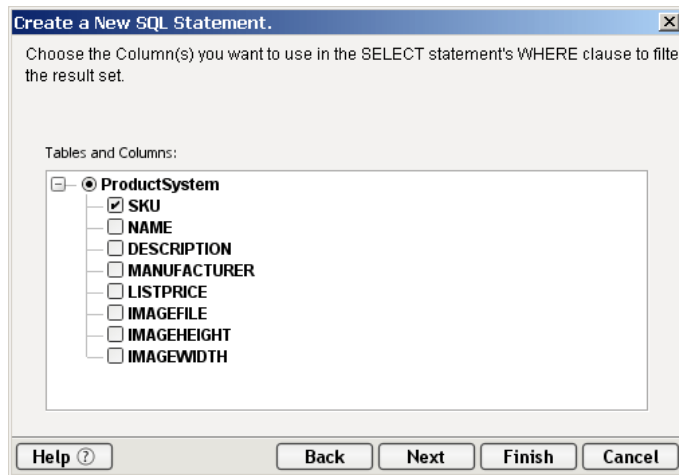 Create a New SQL Statement.
Choose the Column(s) you want to use in the SELECT statement's WHERE clause to filte
the result set.
Tables and Columns:
ProductSystem
SKU
NAME
DESCRIPTION
MANUFACTURER
LISTPRICE
IMAGEFILE
IMAGEHEIGHT
IMAGEWIDTH
Help ? Back Next Finish Cancel